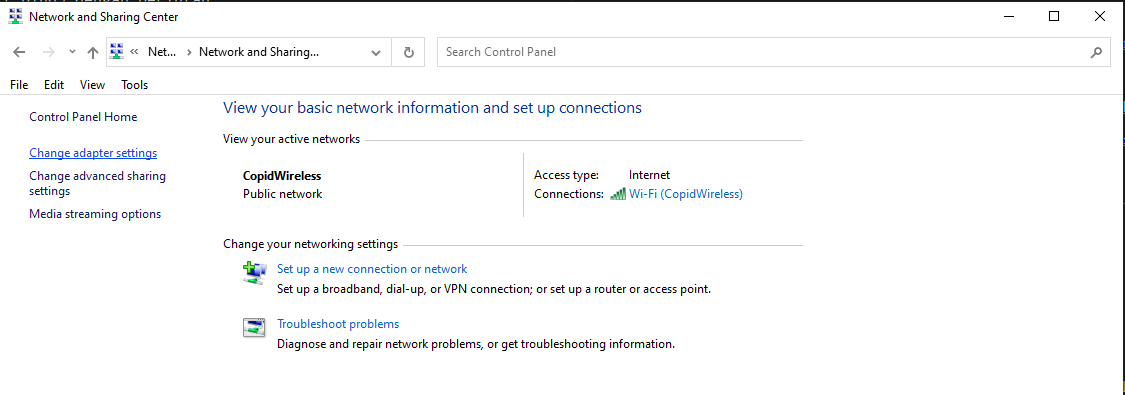 Network and Sharing Center
Net... > Network and Sharing...
Search Control Panel
File Edit View Tools
Control Panel Home
Change adapter settings
Change advanced sharing
settings
Media streaming options
View your basic network information and set up connections
View your active networks
CopidWireless
Public network
Access type: Internet
Connections: Wi-Fi (CopidWireless)
Change your networking settings
Set up a new connection or network
Set up a broadband, dial-up, or VPN connection; or set up a router or access point.
Troubleshoot problems
Diagnose and repair network problems, or get troubleshooting information.